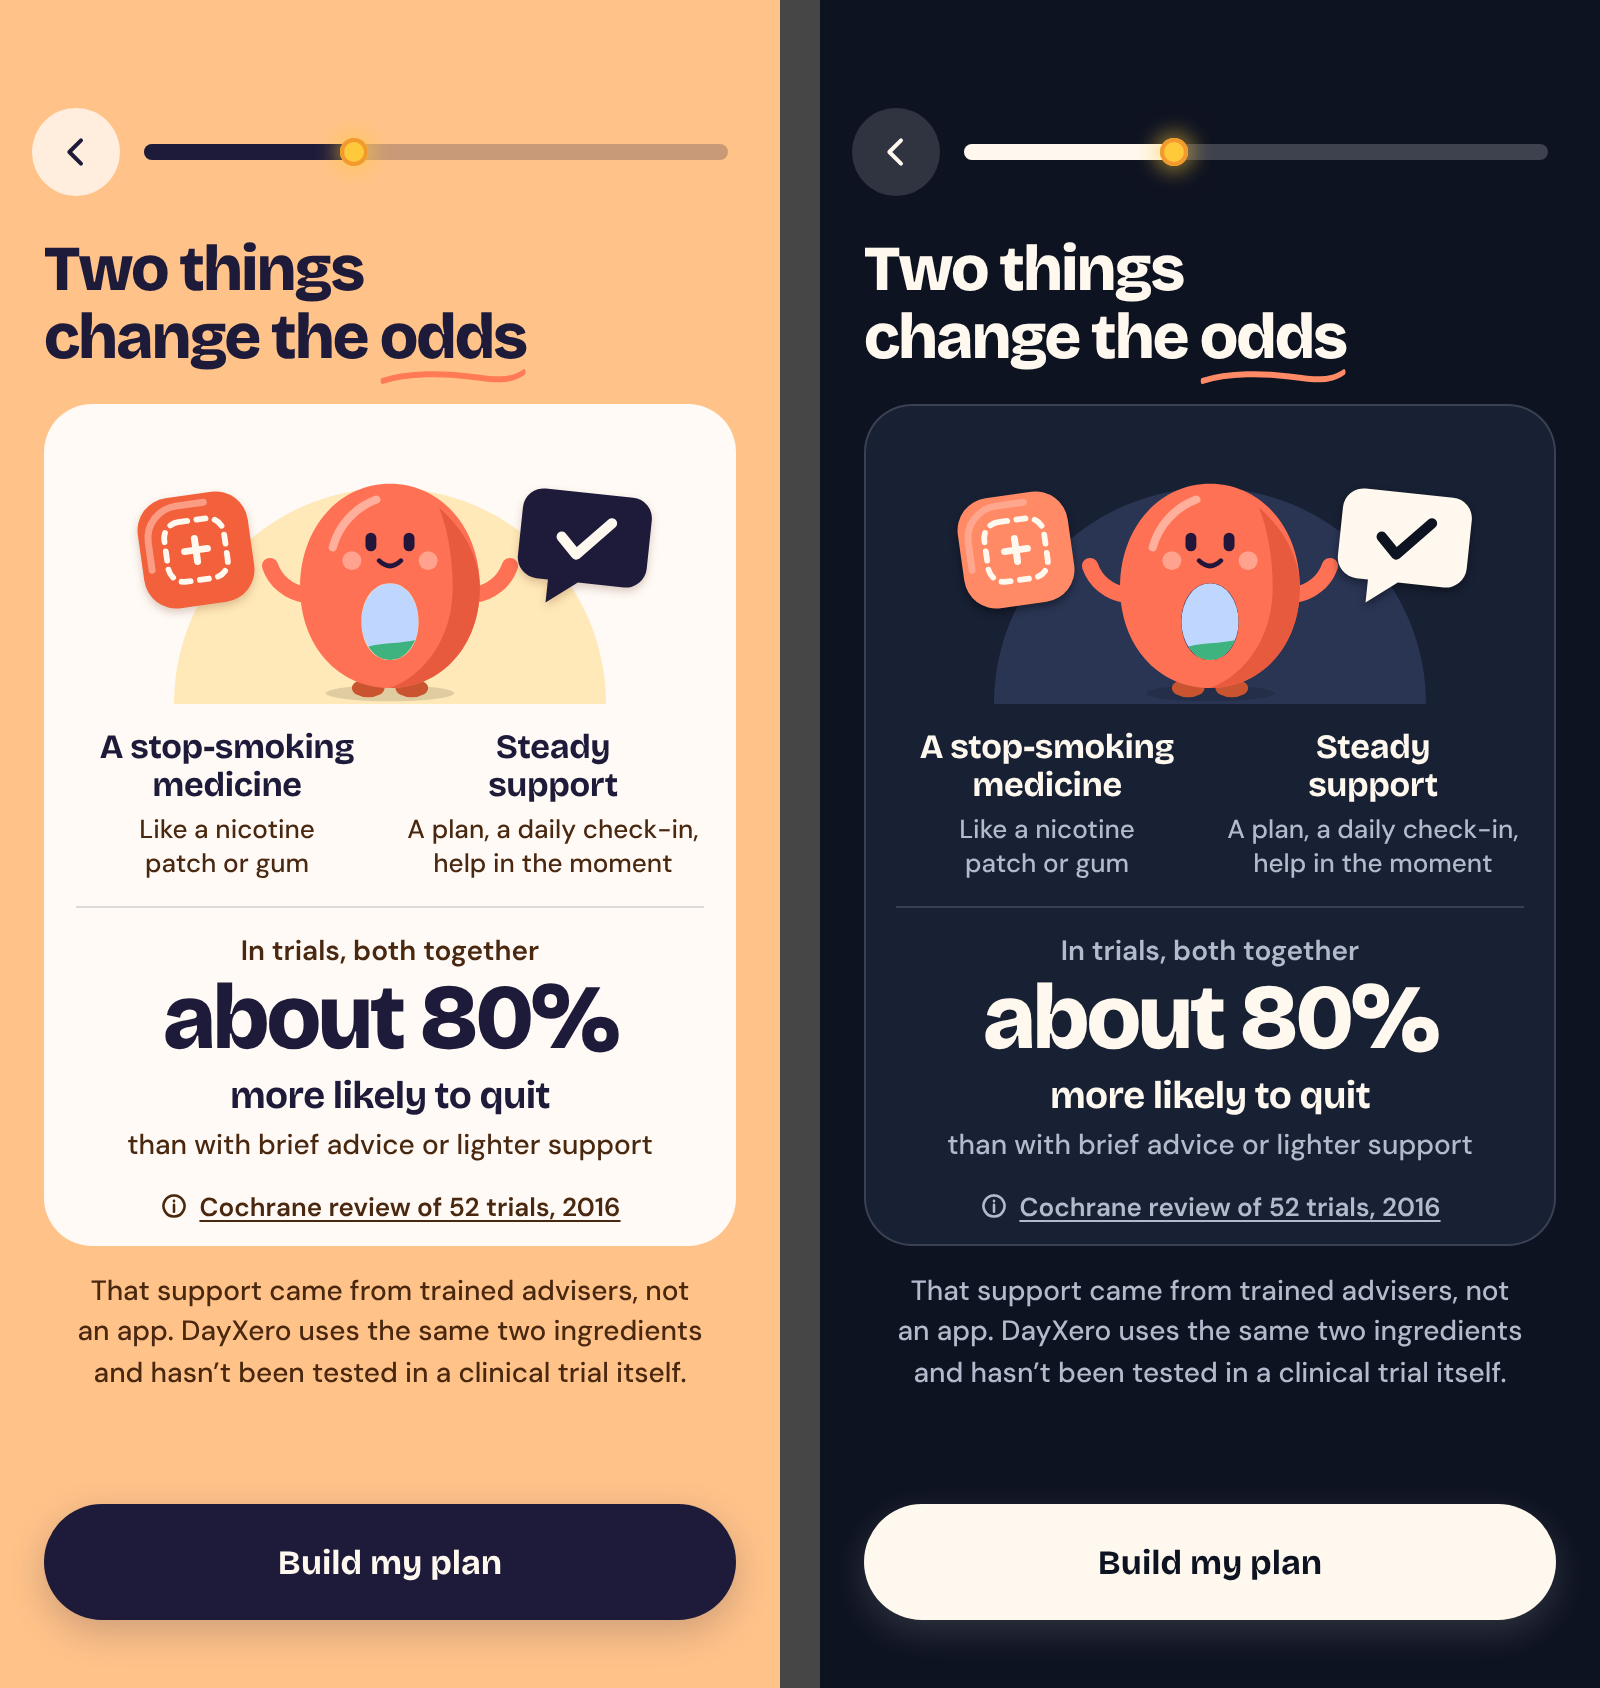 Two things
change the odds
A stop-smoking
medicine
Like a nicotine
patch or gum
Steady
support
A plan, a daily check-in,
help in the moment
In trials, both together
about 80%
more likely to quit
than with brief advice or lighter support
Cochrane review of 52 trials, 2016
That support came from trained advisers, not
an app. DayXero uses the same two ingredients
and hasn’t been tested in a clinical trial itself.
Build my plan
Two things
change the odds
A stop-smoking
medicine
Like a nicotine
patch or gum
Steady
support
A plan, a daily check-in,
help in the moment
In trials, both together
about 80%
more likely to quit
than with brief advice or lighter support
Cochrane review of 52 trials, 2016
That support came from trained advisers, not
an app. DayXero uses the same two ingredients
and hasn’t been tested in a clinical trial itself.
Build my plan